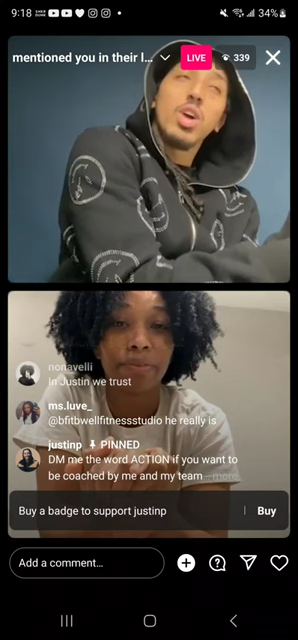 9:18
34%
mentioned you in their l...
LIVE
339
nonavelli
In Justin we trust
ms.luve_
@bfitbwellfitnessstudio he really is
justinp PINNED
DM me the word ACTION if you want to
be coached by me and my team... more
Buy a badge to support justinp | Buy
Add a comment...